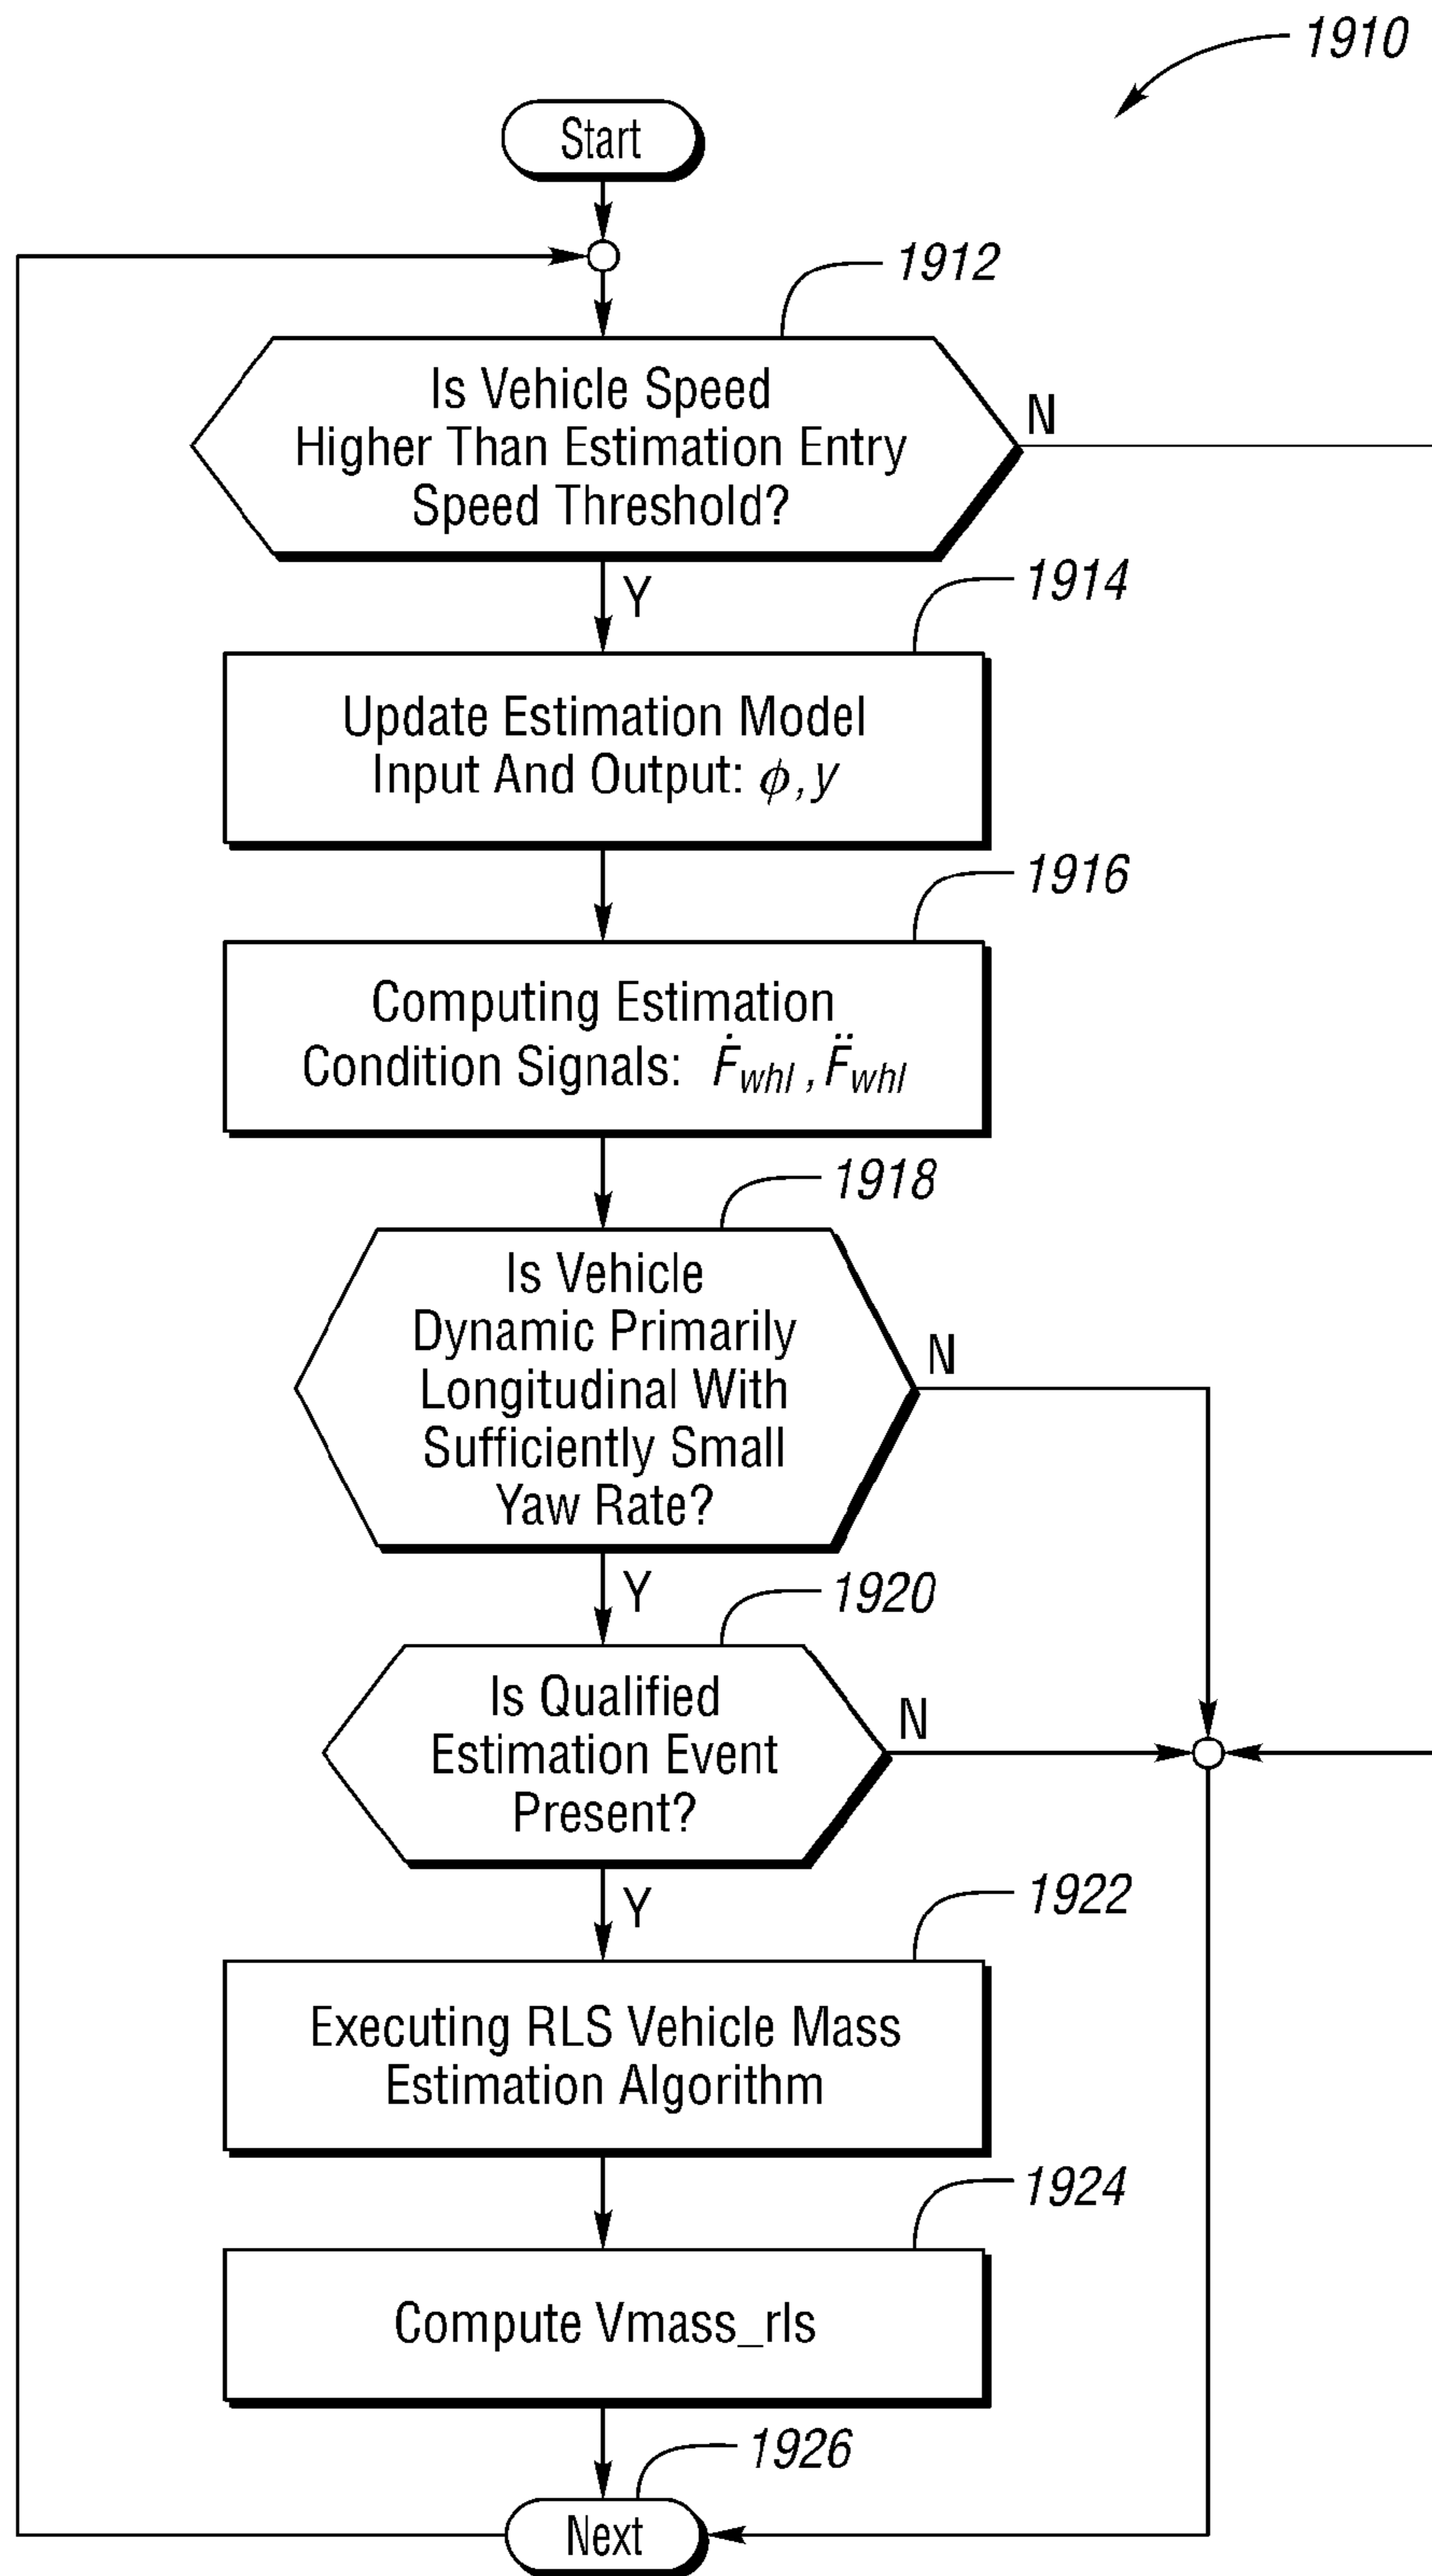 1910
Start
1912
Is Vehicle Speed
Higher Than Estimation Entry
Speed Threshold?
N
Y
1914
Update Estimation Model
Input And Output: ϕ, y
1916
Computing Estimation
Condition Signals: Ḟwhl , F̈whl
1918
Is Vehicle
Dynamic Primarily
Longitudinal With
Sufficiently Small
Yaw Rate?
N
Y
1920
Is Qualified
Estimation Event
Present?
N
Y
1922
Executing RLS Vehicle Mass
Estimation Algorithm
1924
Compute Vmass_rls
1926
Next